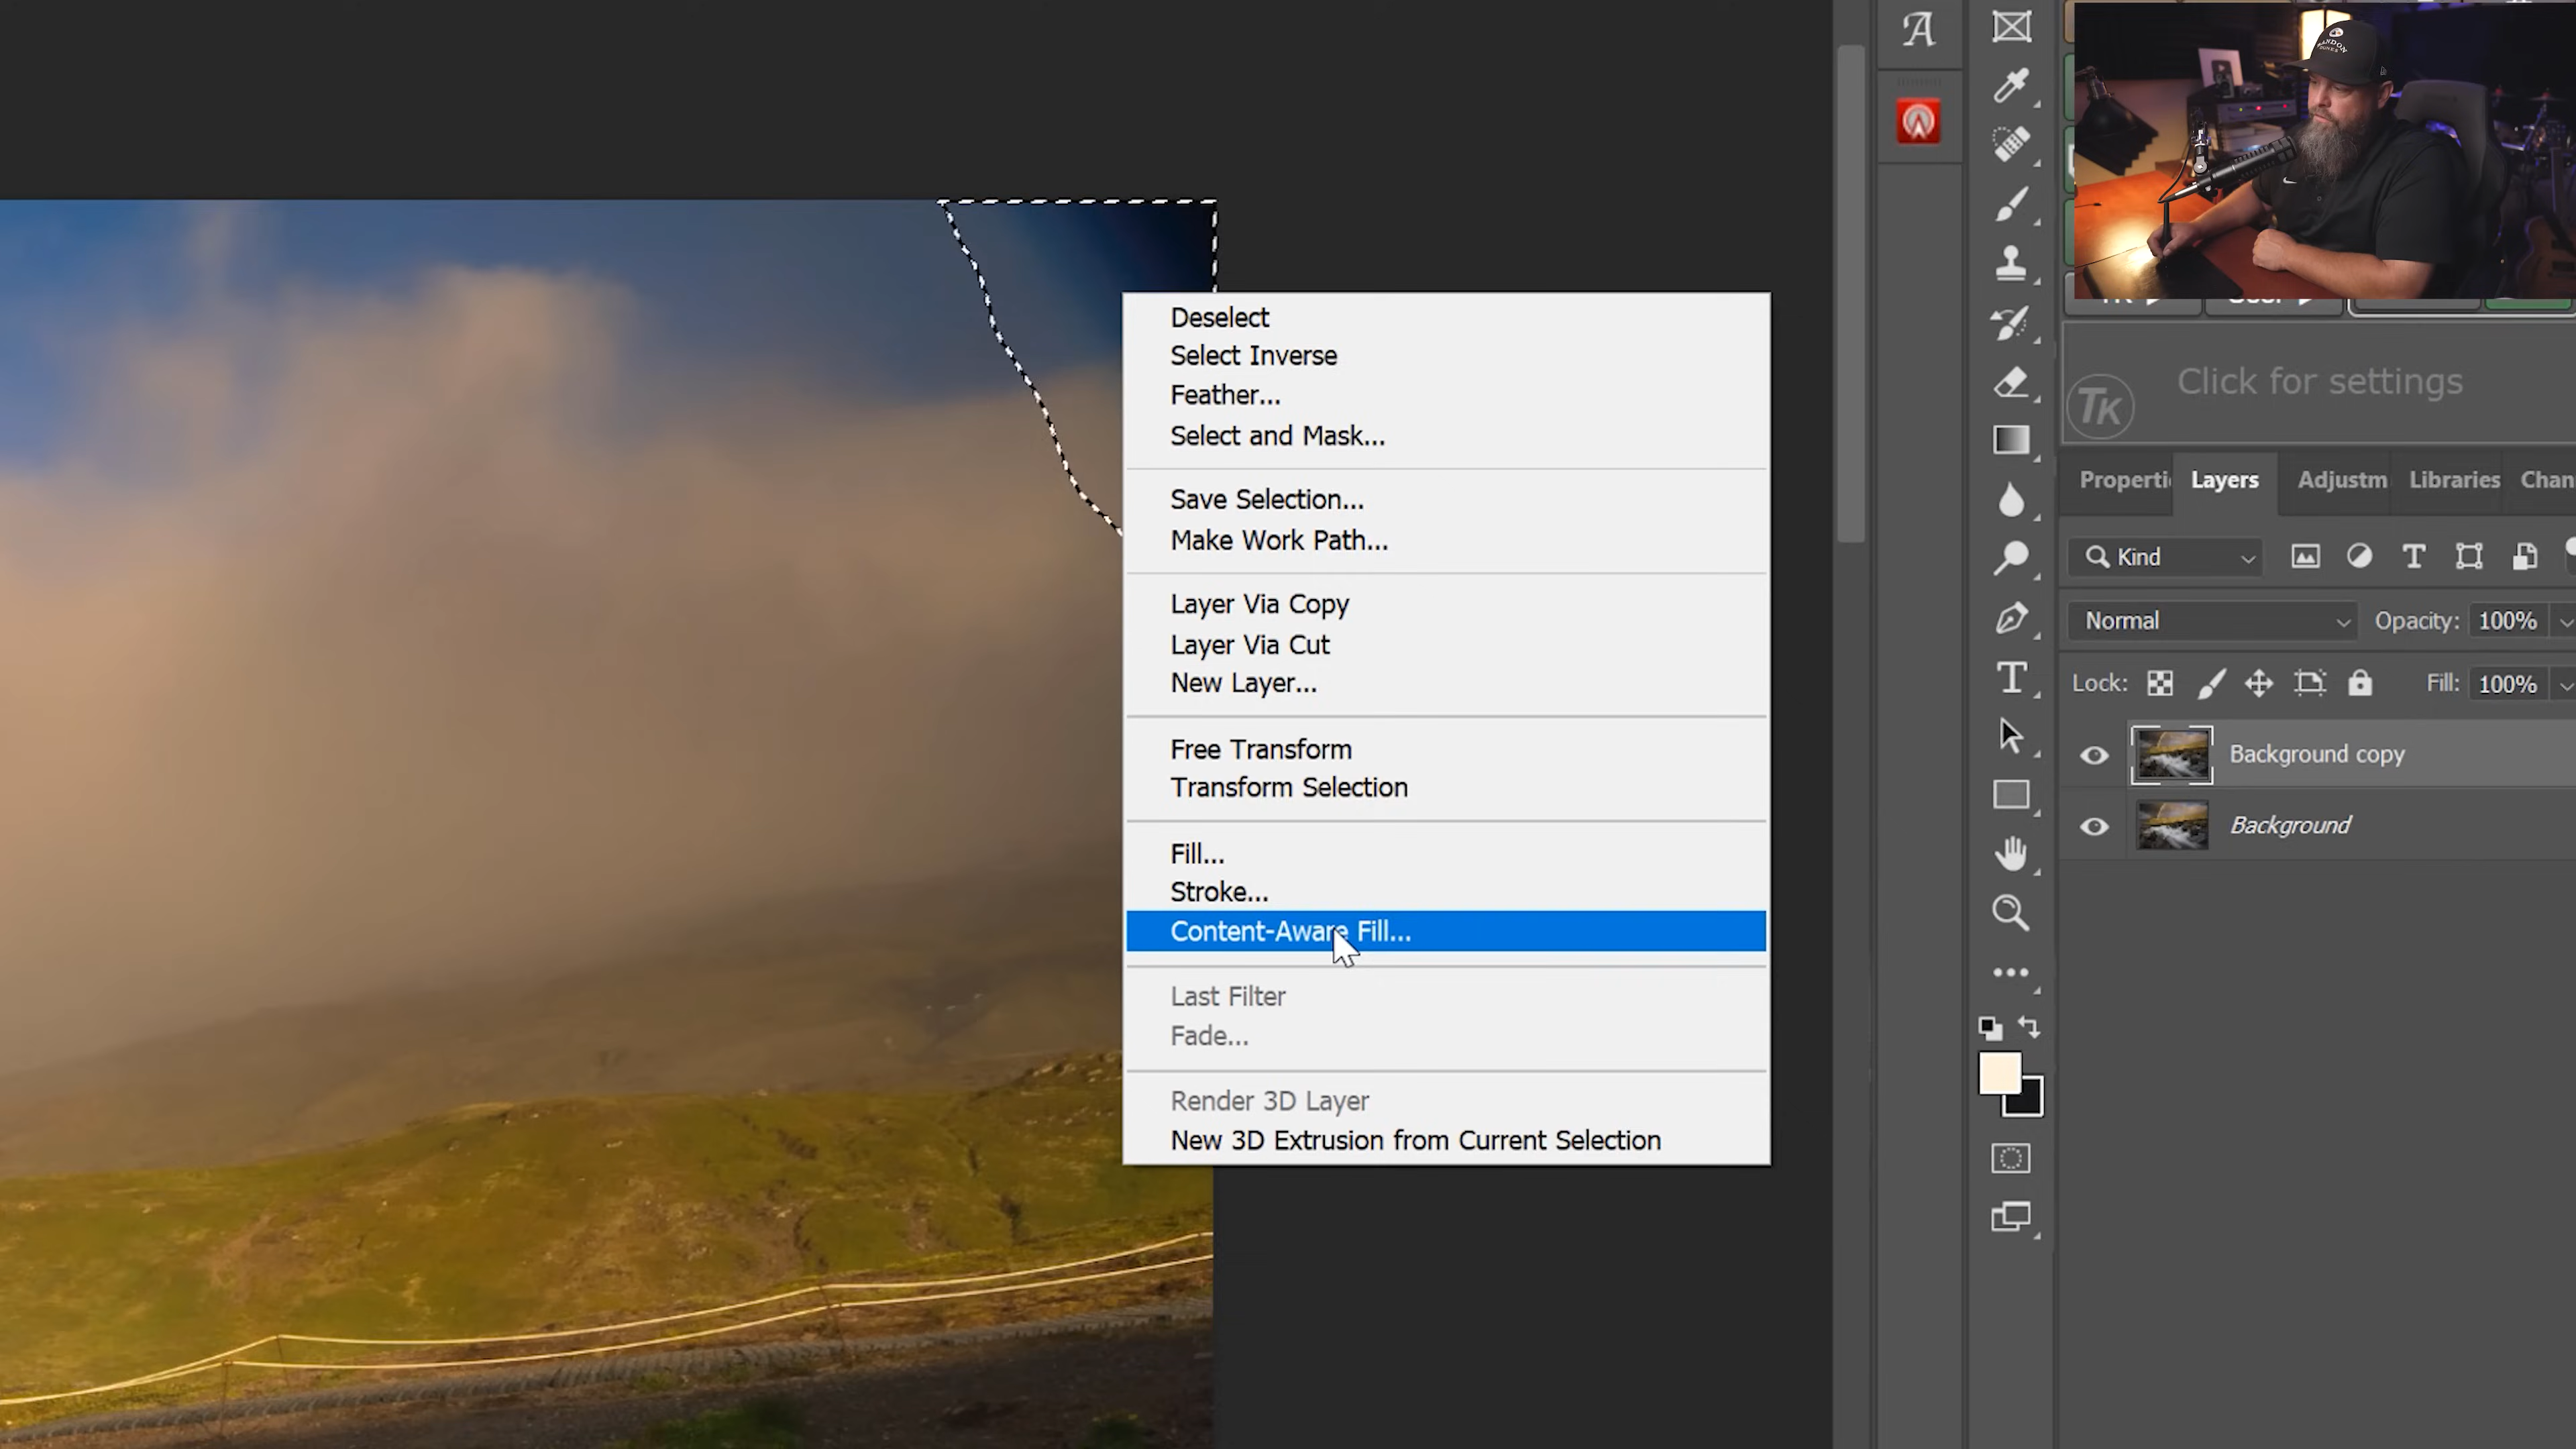 A
Deselect
Select Inverse
Feather...
Select and Mask...
Save Selection...
Make Work Path...
Layer Via Copy
Layer Via Cut
New Layer...
Free Transform
Transform Selection
Fill...
Stroke...
Content-Aware Fill...
Last Filter
Fade...
Render 3D Layer
New 3D Extrusion from Current Selection
TK Click for settings
Properti Layers Adjustm Libraries Chan
Kind
Normal Opacity: 100%
Lock: Fill: 100%
Background copy
Background